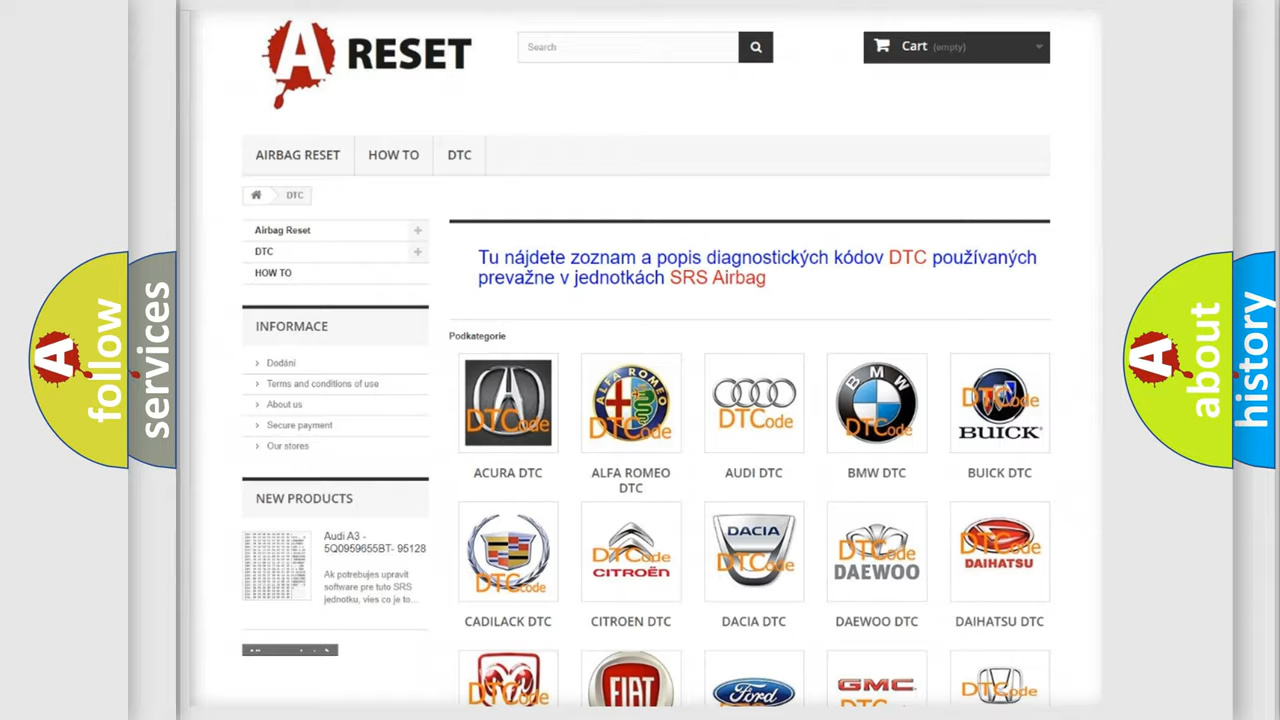 A RESET
Search
Cart (empty)
AIRBAG RESET
HOW TO
DTC
DTC
Airbag Reset
DTC
HOW TO
INFORMACE
Dodání
Terms and conditions of use
About us
Secure payment
Our stores
NEW PRODUCTS
Audi A3 -
5Q0959655BT- 95128
Ak potrebujes upravit
software pre tuto SRS
jednotku, vies co je to...
Tu nájdete zoznam a popis diagnostických kódov DTC používaných
prevažne v jednotkách SRS Airbag
Podkategorie
DTCode
ALFA ROMEO
DTCode
DTCode
BMW
DTCode
DTCode
BUICK
ACURA DTC
ALFA ROMEO
DTC
AUDI DTC
BMW DTC
BUICK DTC
DTCode
DTCode
CITROËN
DACIA
DTCode
DTCode
DAEWOO
DTCode
DAIHATSU
CADILACK DTC
CITROEN DTC
DACIA DTC
DAEWOO DTC
DAIHATSU DTC
DTCode
FIAT
Ford
GMC
DTCode
A follow
services
A about
history